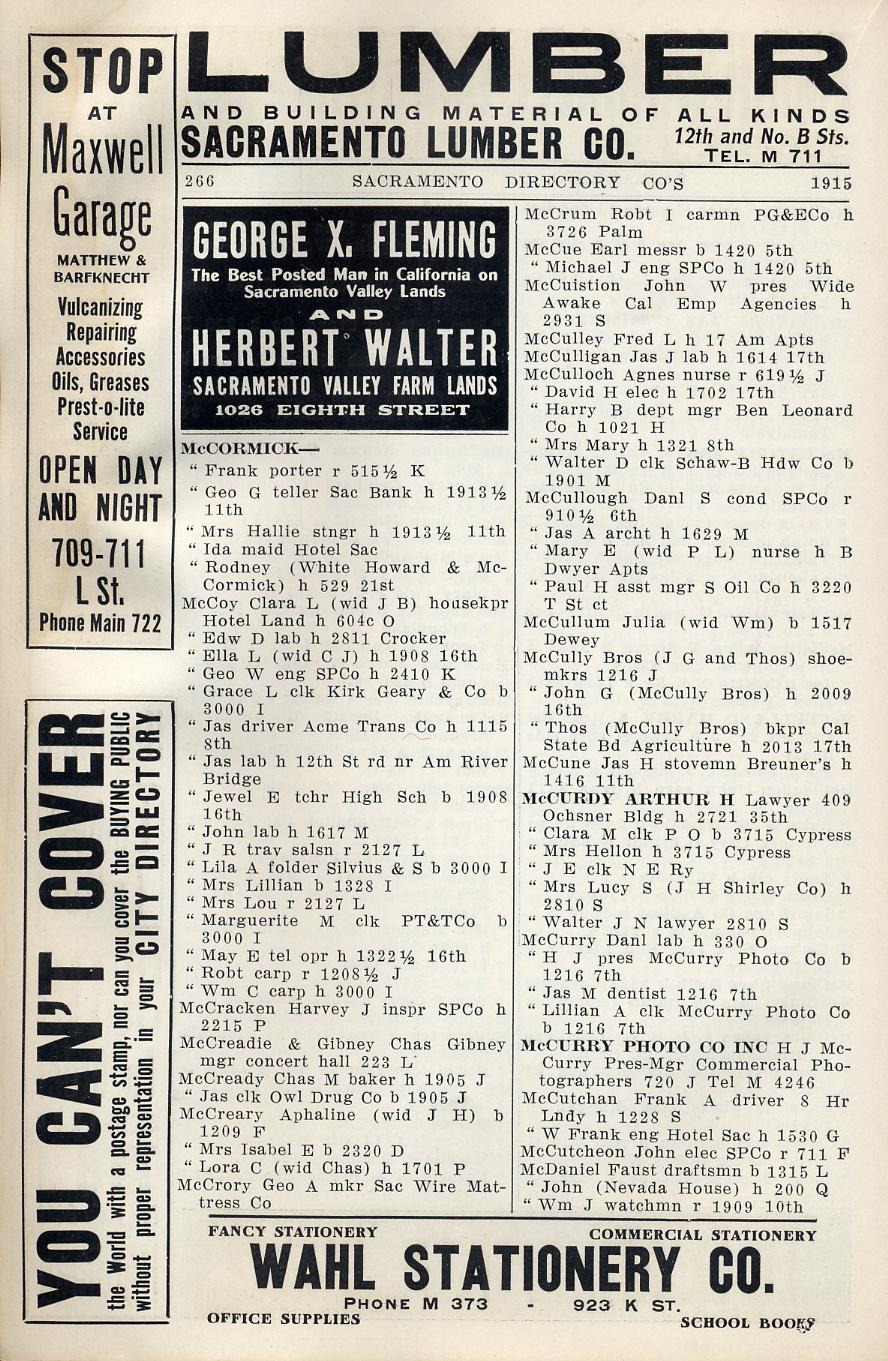 STOP
AT
Maxwell
Garage
MATTHEW &
BARFKNECHT
Vulcanizing
Repairing
Accessories
Oils, Greases
Prest-o-lite
Service
OPEN DAY
AND NIGHT
709-711
L St.
Phone Main 722
YOU CAN'T COVER
the World with a postage stamp, nor can you cover the BUYING PUBLIC
without proper representation in your CITY DIRECTORY
LUMBER
AND BUILDING MATERIAL OF ALL KINDS
SACRAMENTO LUMBER CO. 12th and No. B Sts.
TEL. M 711
266 SACRAMENTO DIRECTORY CO'S 1915
GEORGE X. FLEMING
The Best Posted Man in California on
Sacramento Valley Lands
AND
HERBERT WALTER
SACRAMENTO VALLEY FARM LANDS
1026 EIGHTH STREET
McCORMICK—
" Frank porter r 515½ K
" Geo G teller Sac Bank h 1913½
11th
" Mrs Hallie stngr h 1913½ 11th
" Ida maid Hotel Sac
" Rodney (White Howard & Mc-
Cormick) h 529 21st
McCoy Clara L (wid J B) housekpr
Hotel Land h 604c O
" Edw D lab h 2811 Crocker
" Ella L (wid C J) h 1908 16th
" Geo W eng SPCo h 2410 K
" Grace L clk Kirk Geary & Co b
3000 I
" Jas driver Acme Trans Co h 1115
8th
" Jas lab h 12th St rd nr Am River
Bridge
" Jewel E tchr High Sch b 1908
16th
" John lab h 1617 M
" J R trav salsn r 2127 L
" Lila A folder Silvius & S b 3000 I
" Mrs Lillian b 1328 I
" Mrs Lou r 2127 L
" Marguerite M clk PT&TCo b
3000 I
" May E tel opr h 1322½ 16th
" Robt carp r 1208½ J
" Wm C carp h 3000 I
McCracken Harvey J inspr SPCo h
2215 P
McCreadie & Gibney Chas Gibney
mgr concert hall 223 L
McCready Chas M baker h 1905 J
" Jas clk Owl Drug Co b 1905 J
McCreary Aphaline (wid J H) b
1209 F
" Mrs Isabel E b 2320 D
" Lora C (wid Chas) h 1701 P
McCrory Geo A mkr Sac Wire Mat-
tress Co
McCrum Robt I carmn PG&ECo h
3726 Palm
McCue Earl messr b 1420 5th
" Michael J eng SPCo h 1420 5th
McCuistion John W pres Wide
Awake Cal Emp Agencies h
2931 S
McCulley Fred L h 17 Am Apts
McCulligan Jas J lab h 1614 17th
McCulloch Agnes nurse r 619½ J
" David H elec h 1702 17th
" Harry B dept mgr Ben Leonard
Co h 1021 H
" Mrs Mary h 1321 8th
" Walter D clk Schaw-B Hdw Co b
1901 M
McCullough Danl S cond SPCo r
910½ 6th
" Jas A archt h 1629 M
" Mary E (wid P L) nurse h B
Dwyer Apts
" Paul H asst mgr S Oil Co h 3220
T St ct
McCullum Julia (wid Wm) b 1517
Dewey
McCully Bros (J G and Thos) shoe-
mkrs 1216 J
" John G (McCully Bros) h 2009
16th
" Thos (McCully Bros) bkpr Cal
State Bd Agriculture h 2013 17th
McCune Jas H stovemn Breuner's h
1416 11th
McCURDY ARTHUR H Lawyer 409
Ochsner Bldg h 2721 35th
" Clara M clk P O b 3715 Cypress
" Mrs Hellon h 3715 Cypress
" J E clk N E Ry
" Mrs Lucy S (J H Shirley Co) h
2810 S
" Walter J N lawyer 2810 S
McCurry Danl lab h 330 O
" H J pres McCurry Photo Co b
1216 7th
" Jas M dentist 1216 7th
" Lillian A clk McCurry Photo Co
b 1216 7th
McCURRY PHOTO CO INC H J Mc-
Curry Pres-Mgr Commercial Pho-
tographers 720 J Tel M 4246
McCutchan Frank A driver 8 Hr
Lndy h 1228 S
" W Frank eng Hotel Sac h 1530 G
McCutcheon John elec SPCo r 711 F
McDaniel Faust draftsmn b 1315 L
" John (Nevada House) h 200 Q
" Wm J watchmn r 1909 10th
FANCY STATIONERY COMMERCIAL STATIONERY
WAHL STATIONERY CO.
PHONE M 373 - 923 K ST.
OFFICE SUPPLIES SCHOOL BOOKS